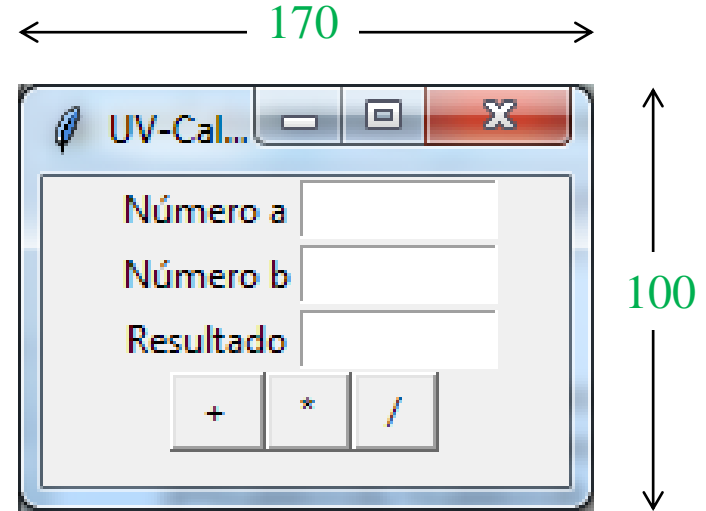 170
UV-Cal...
Número a
Número b
100
Resultado
+ * /